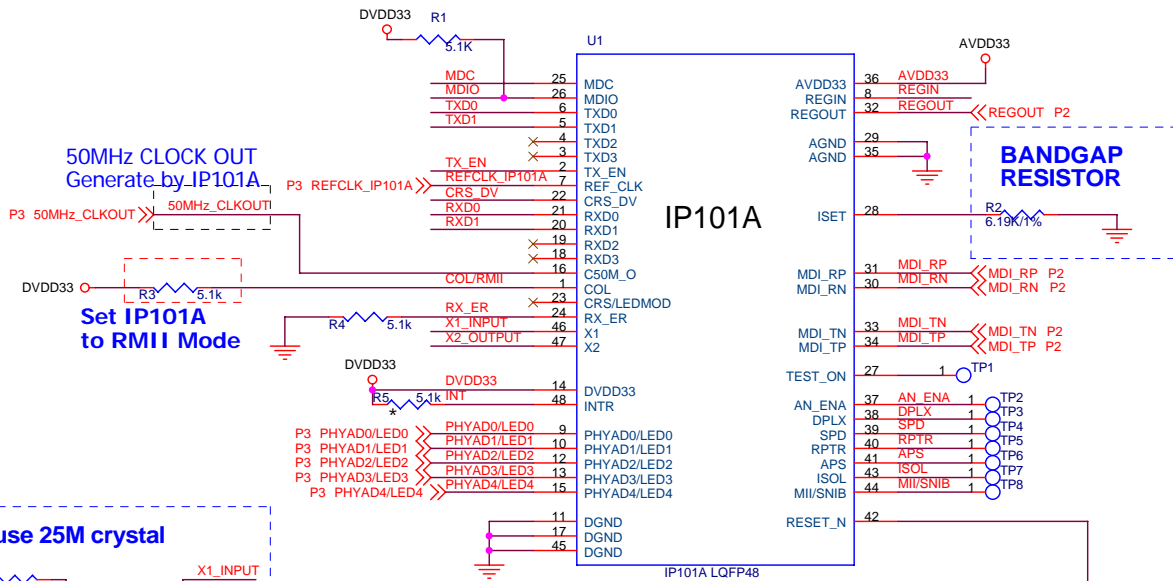 DVDD33
R1
5.1K
U1
AVDD33
MDC 25 MDC
MDIO 26 MDIO
TXD0 6 TXD0
TXD1 5 TXD1
4 TXD2
3 TXD3
TX_EN 2 TX_EN
P3 REFCLK_IP101A REFCLK_IP101A 7 REF_CLK
CRS_DV 22 CRS_DV
RXD0 21 RXD0
RXD1 20 RXD1
19 RXD2
18 RXD3
16 C50M_O
COL/RMII 1 COL
23 CRS/LEDMOD
RX_ER 24 RX_ER
X1_INPUT 46 X1
X2_OUTPUT 47 X2
50MHz CLOCK OUT
Generate by IP101A
P3 50MHz_CLKOUT 50MHz_CLKOUT
DVDD33
R3 5.1k
Set IP101A
to RMII Mode
R4 5.1k
DVDD33
DVDD33 14 DVDD33
R5 5.1k INT 48 INTR
*
P3 PHYAD0/LED0 PHYAD0/LED0 9 PHYAD0/LED0
P3 PHYAD1/LED1 PHYAD1/LED1 10 PHYAD1/LED1
P3 PHYAD2/LED2 PHYAD2/LED2 12 PHYAD2/LED2
P3 PHYAD3/LED3 PHYAD3/LED3 13 PHYAD3/LED3
P3 PHYAD4/LED4 PHYAD4/LED4 15 PHYAD4/LED4
11 DGND
17 DGND
45 DGND
IP101A
AVDD33 36 AVDD33
REGIN 8 REGIN
REGOUT 32 REGOUT REGOUT P2
AGND 29
AGND 35
BANDGAP
RESISTOR
ISET 28 R2
6.19K/1%
MDI_RP 31 MDI_RP MDI_RP P2
MDI_RN 30 MDI_RN MDI_RN P2
MDI_TN 33 MDI_TN MDI_TN P2
MDI_TP 34 MDI_TP MDI_TP P2
TEST_ON 27 1 TP1
AN_ENA 37 AN_ENA 1 TP2
DPLX 38 DPLX 1 TP3
SPD 39 SPD 1 TP4
RPTR 40 RPTR 1 TP5
APS 41 APS 1 TP6
ISOL 43 ISOL 1 TP7
MII/SNIB 44 MII/SNIB 1 TP8
RESET_N 42
IP101A LQFP48
use 25M crystal
X1_INPUT